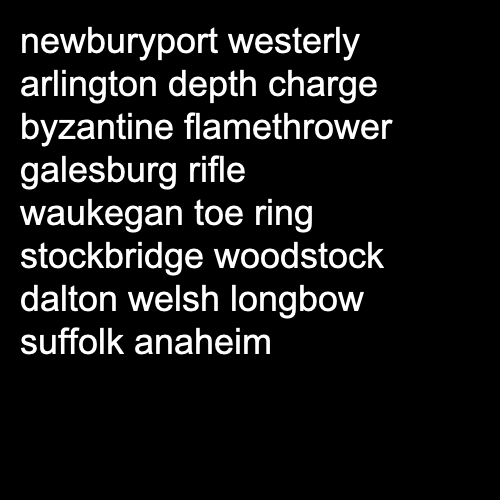 newburyport westerly
arlington depth charge
byzantine flamethrower
galesburg rifle
waukegan toe ring
stockbridge woodstock
dalton welsh longbow
suffolk anaheim